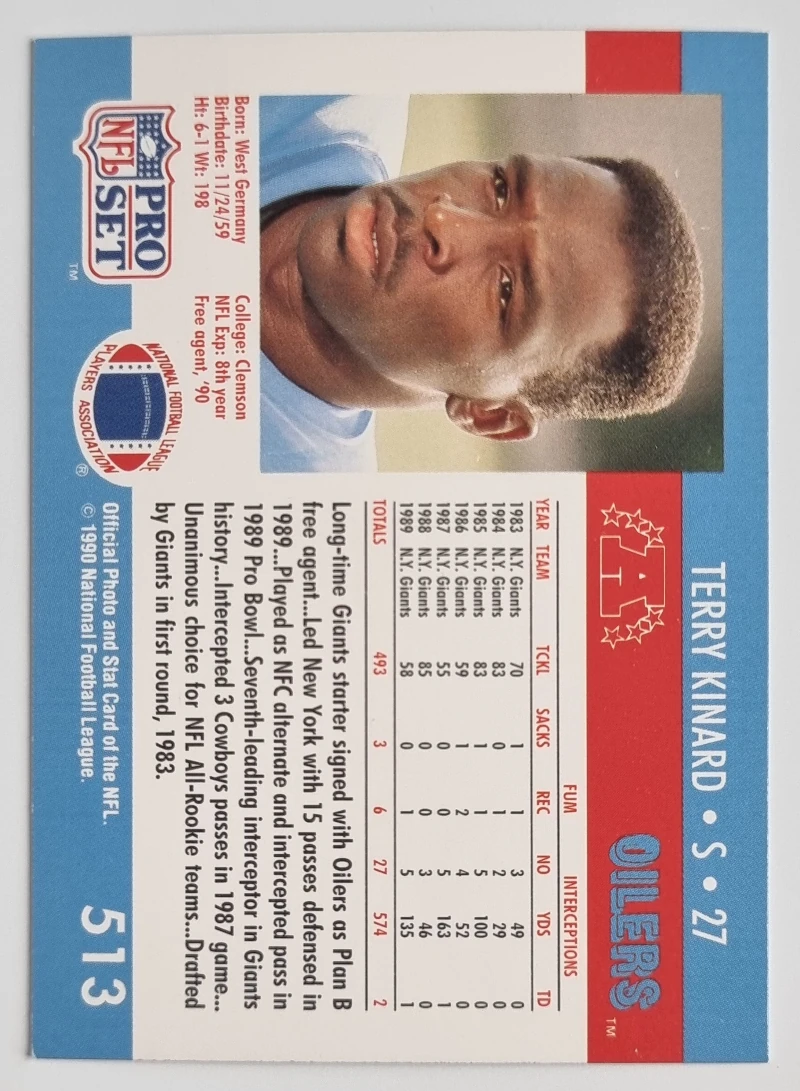 TERRY KINARD • S • 27
A
OILERS™
FUM INTERCEPTIONS
YEAR TEAM TCKL SACKS REC NO YDS TD
1983 N.Y. Giants 70 1 1 3 49 0
1984 N.Y. Giants 83 0 1 2 29 0
1985 N.Y. Giants 83 1 1 5 100 0
1986 N.Y. Giants 59 1 2 4 52 0
1987 N.Y. Giants 55 0 0 5 163 1
1988 N.Y. Giants 85 0 0 3 46 0
1989 N.Y. Giants 58 0 1 5 135 1
TOTALS 493 3 6 27 574 2
Long-time Giants starter signed with Oilers as Plan B
free agent...Led New York with 15 passes defensed in
1989...Played as NFC alternate and intercepted pass in
1989 Pro Bowl...Seventh-leading interceptor in Giants
history...Intercepted 3 Cowboys passes in 1987 game...
Unanimous choice for NFL All-Rookie teams...Drafted
by Giants in first round, 1983.
Born: West Germany College: Clemson
Birthdate: 11/24/59 NFL Exp: 8th year
Ht: 6-1 Wt: 198 Free agent, '90
NFL
PRO
SET
™
NATIONAL FOOTBALL LEAGUE
PLAYERS ASSOCIATION
®
Official Photo and Stat Card of the NFL.
© 1990 National Football League.
513